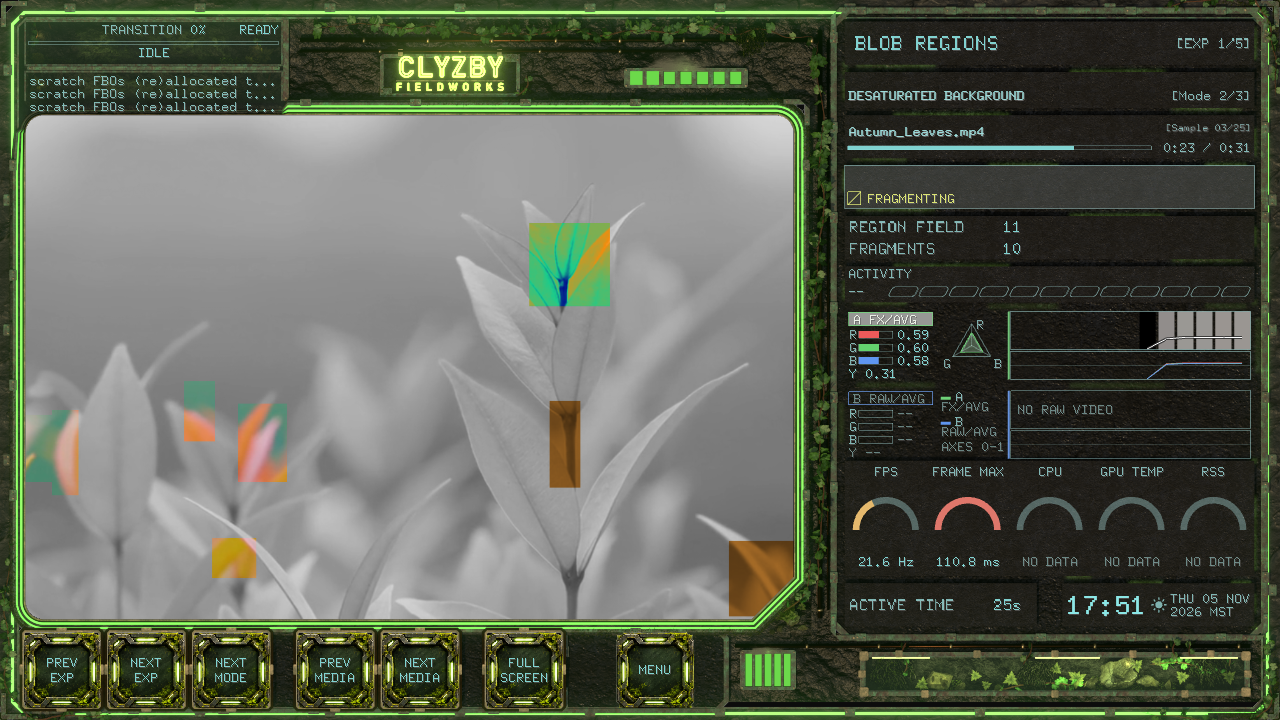 TRANSITION 0% READY
IDLE
scratch FBOs (re)allocated t...
scratch FBOs (re)allocated t...
scratch FBOs (re)allocated t...
CLYZBY
FIELDWORKS
BLOB REGIONS [EXP 1/5]
DESATURATED BACKGROUND [Mode 2/3]
Autumn_Leaves.mp4 [Sample 03/25]
0:23 / 0:31
FRAGMENTING
REGION FIELD 11
FRAGMENTS 10
ACTIVITY
--
A FX/AVG
R 0.59
G 0.60
B 0.58
Y 0.31
R
G B
B RAW/AVG
R --
G --
B --
Y --
A
FX/AVG
B
RAW/AVG
AXES 0-1
NO RAW VIDEO
FPS FRAME MAX CPU GPU TEMP RSS
21.6 Hz 110.8 ms NO DATA NO DATA NO DATA
ACTIVE TIME 25s
17:51 THU 05 NOV
2026 MST
PREV
EXP
NEXT
EXP
NEXT
MODE
PREV
MEDIA
NEXT
MEDIA
FULL
SCREEN
MENU